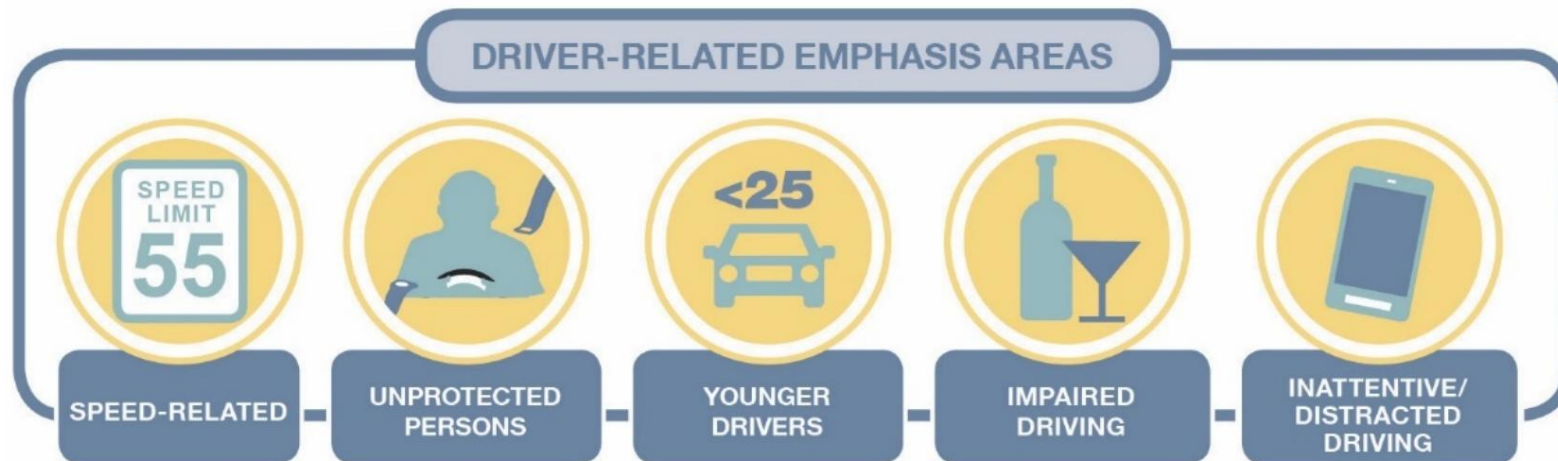 DRIVER-RELATED EMPHASIS AREAS
SPEED
LIMIT
55
<25
SPEED-RELATED
UNPROTECTED
PERSONS
YOUNGER
DRIVERS
IMPAIRED
DRIVING
INATTENTIVE/
DISTRACTED
DRIVING